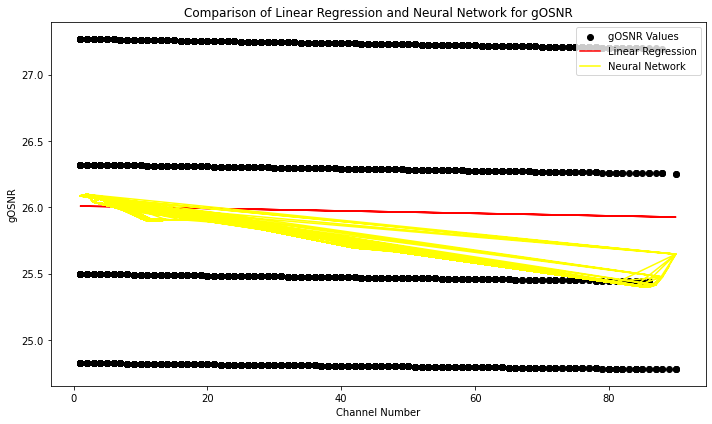 Comparison of Linear Regression and Neural Network for gOSNR
gOSNR Values
Linear Regression
Neural Network
gOSNR
27.0
26.5
26.0
25.5
25.0
0 20 40 60 80
Channel Number